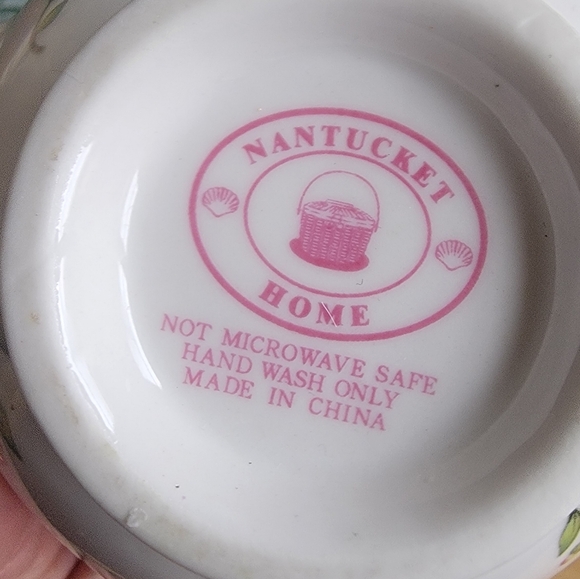 NANTUCKET
HOME
NOT MICROWAVE SAFE
HAND WASH ONLY
MADE IN CHINA